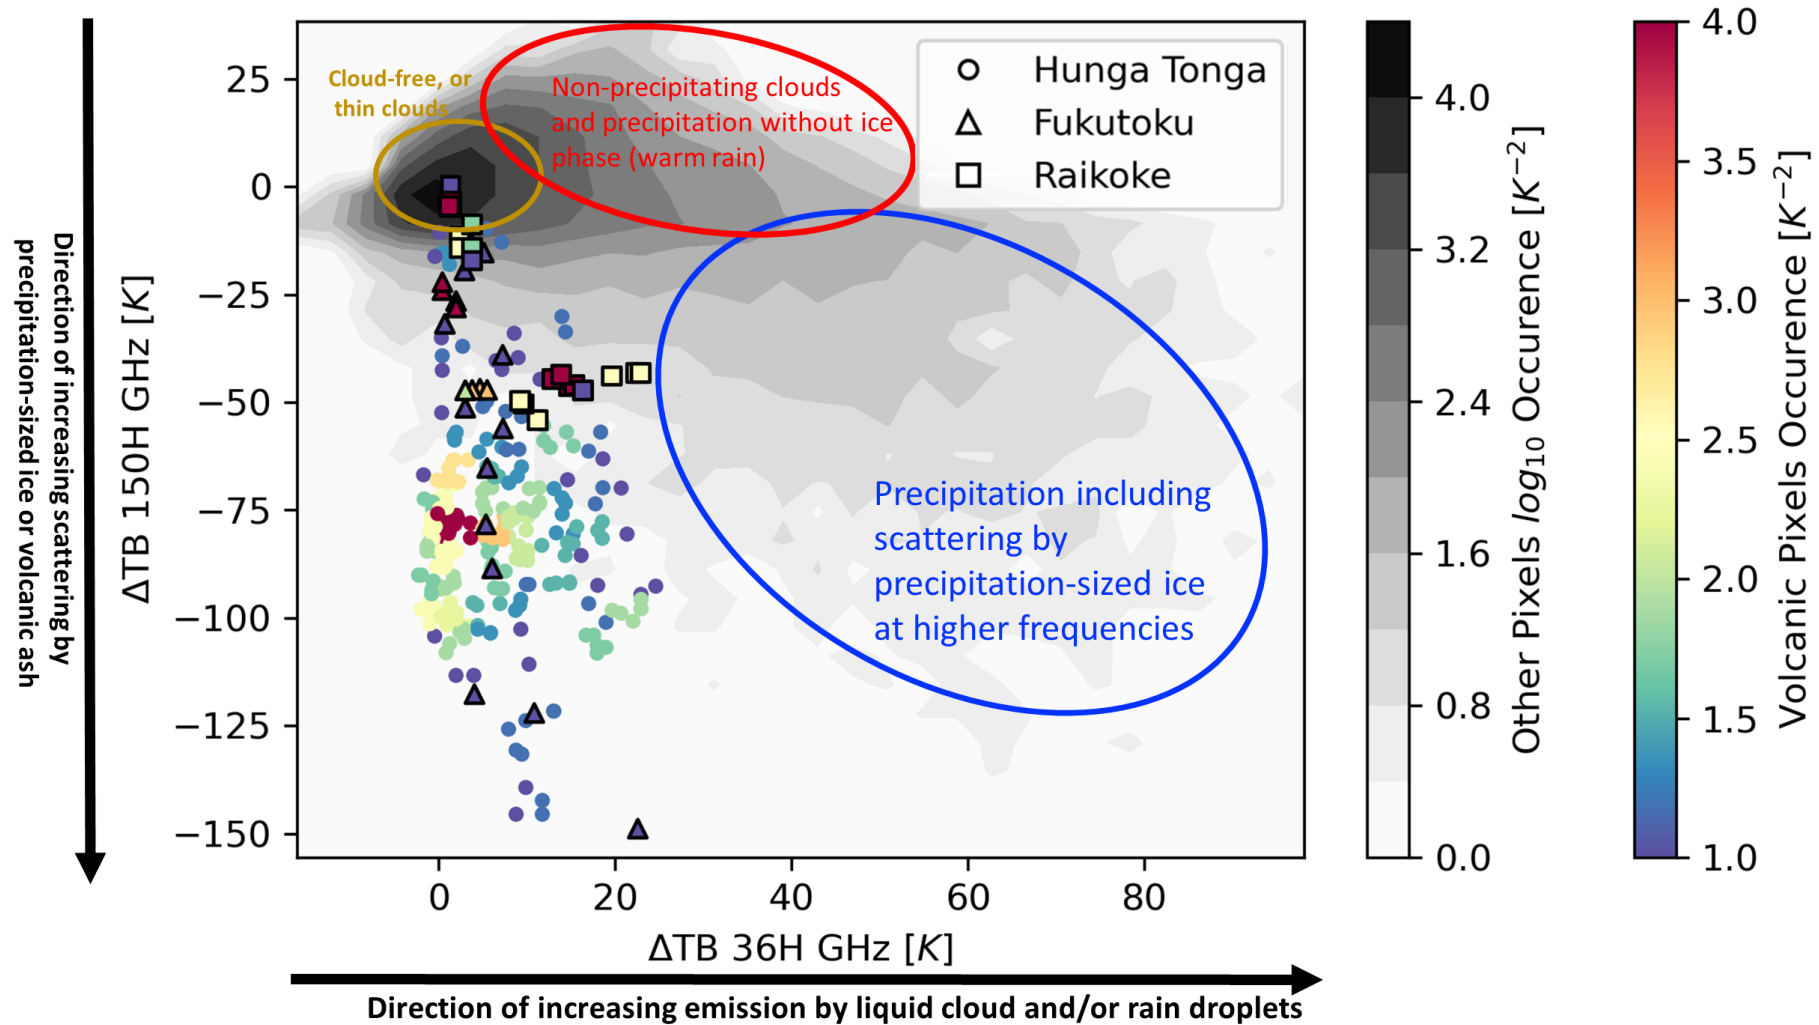 Cloud-free, or
thin clouds
Non-precipitating clouds
and precipitation without ice
phase (warm rain)
Precipitation including
scattering by
precipitation-sized ice
at higher frequencies
Hunga Tonga
Fukutoku
Raikoke
25
0
−25
−50
−75
−100
−125
−150
ΔTB 150H GHz [K]
Direction of increasing scattering by
precipitation-sized ice or volcanic ash
0
20
40
60
80
ΔTB 36H GHz [K]
Direction of increasing emission by liquid cloud and/or rain droplets
4.0
3.2
2.4
1.6
0.8
0.0
Other Pixels log₁₀ Occurence [K⁻²]
4.0
3.5
3.0
2.5
2.0
1.5
1.0
Volcanic Pixels Occurence [K⁻²]